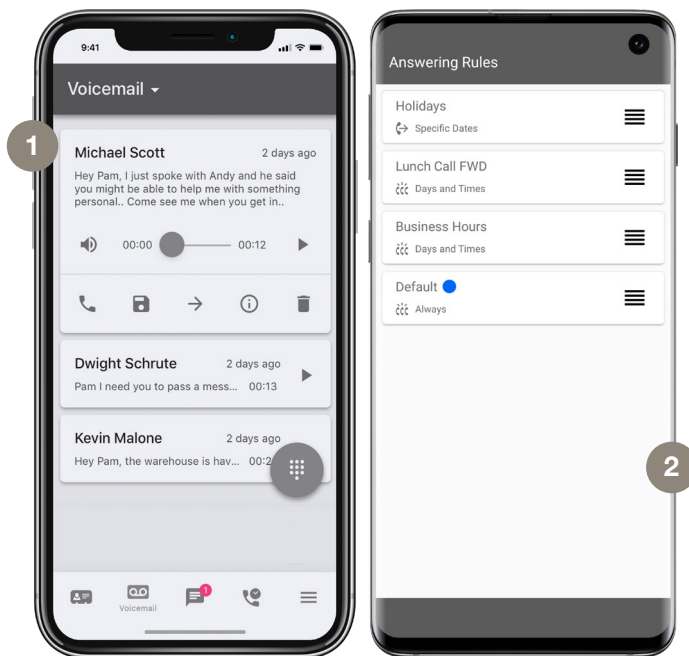 9:41
Voicemail
1
Michael Scott 2 days ago
Hey Pam, I just spoke with Andy and he said
you might be able to help me with something
personal.. Come see me when you get in..
00:00 00:12
Dwight Schrute 2 days ago
Pam I need you to pass a mess... 00:13
Kevin Malone 2 days ago
Hey Pam, the warehouse is hav... 00:2
1
Voicemail
Answering Rules
Holidays
Specific Dates
Lunch Call FWD
Days and Times
Business Hours
Days and Times
Default
Always
2